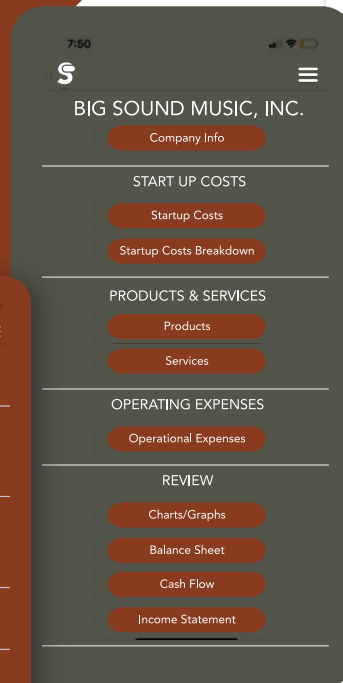 7:50
S
BIG SOUND MUSIC, INC.
Company Info
START UP COSTS
Startup Costs
Startup Costs Breakdown
PRODUCTS & SERVICES
Products
Services
OPERATING EXPENSES
Operational Expenses
REVIEW
Charts/Graphs
Balance Sheet
Cash Flow
Income Statement